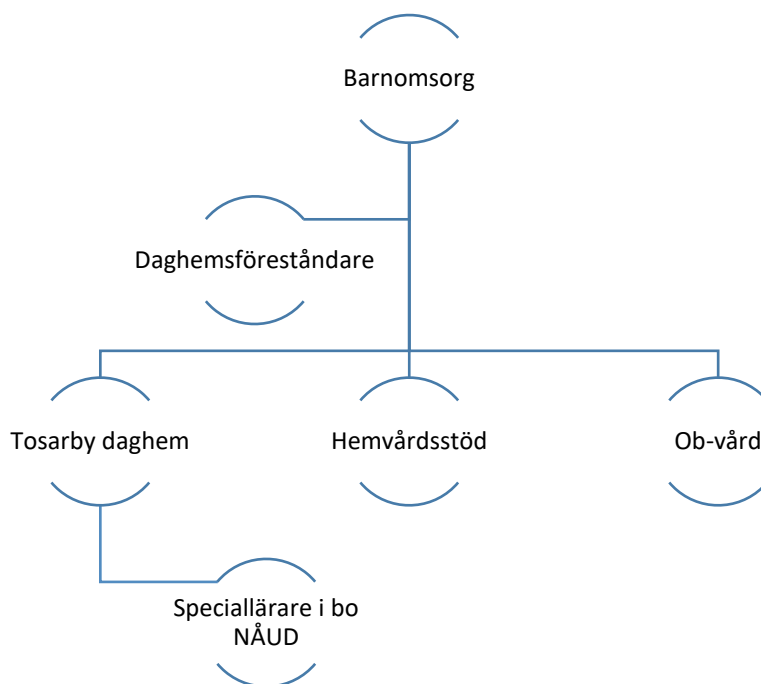 Barnomsorg
Daghemsföreståndare
Tosarby daghem
Hemvårdsstöd
Ob-vård
Speciallärare i bo
NÅUD